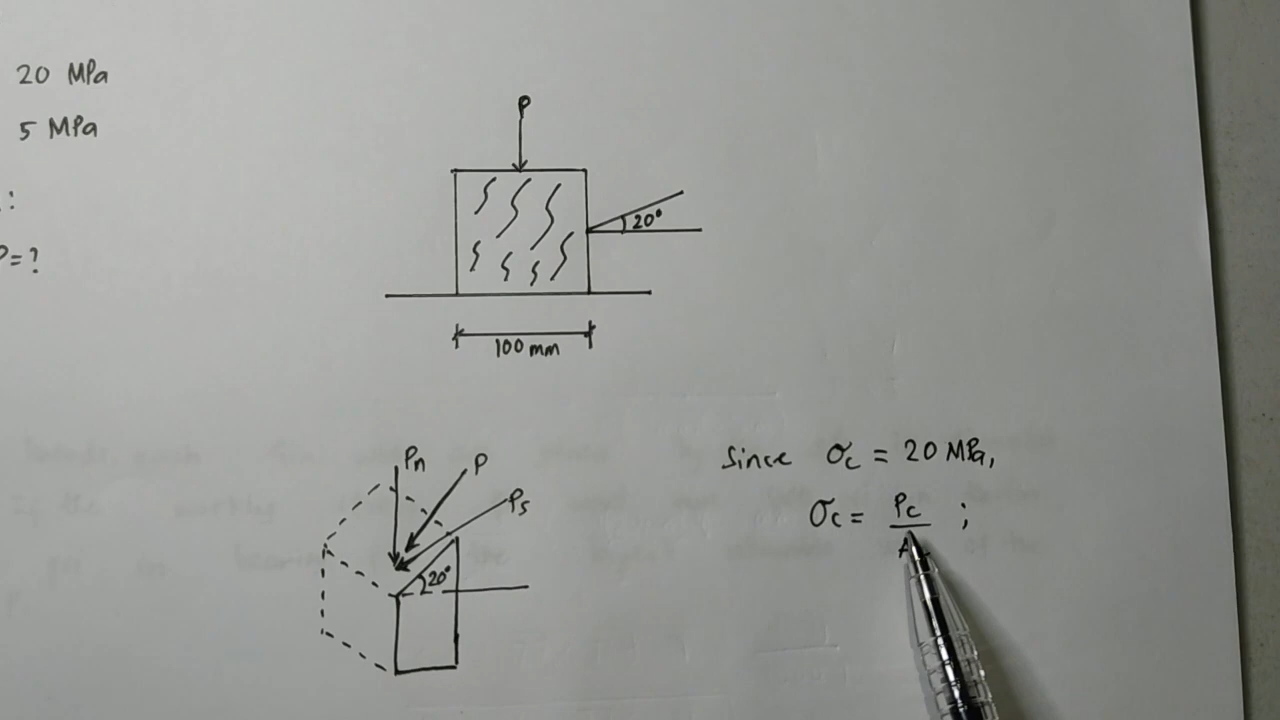 20 MPa
5 MPa
:
P=?
P
20°
100 mm
Pn
P
Ps
20°
Since σc = 20 MPa,
σc = Pc / A ;